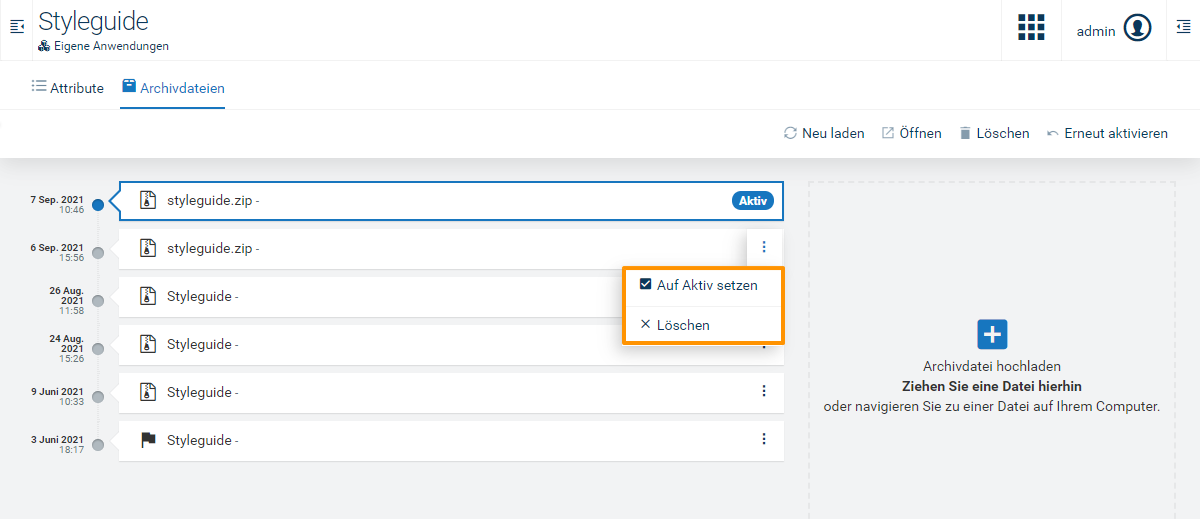 Styleguide
Eigene Anwendungen
admin
Attribute
Archivdateien
Neu laden
Öffnen
Löschen
Erneut aktivieren
7 Sep. 2021
10:46
styleguide.zip -
Aktiv
6 Sep. 2021
15:56
styleguide.zip -
Auf Aktiv setzen
Löschen
26 Aug.
2021
11:58
Styleguide -
24 Aug.
2021
15:26
Styleguide -
9 Juni 2021
10:33
Styleguide -
3 Juni 2021
18:17
Styleguide -
Archivdatei hochladen
Ziehen Sie eine Datei hierhin
oder navigieren Sie zu einer Datei auf Ihrem Computer.